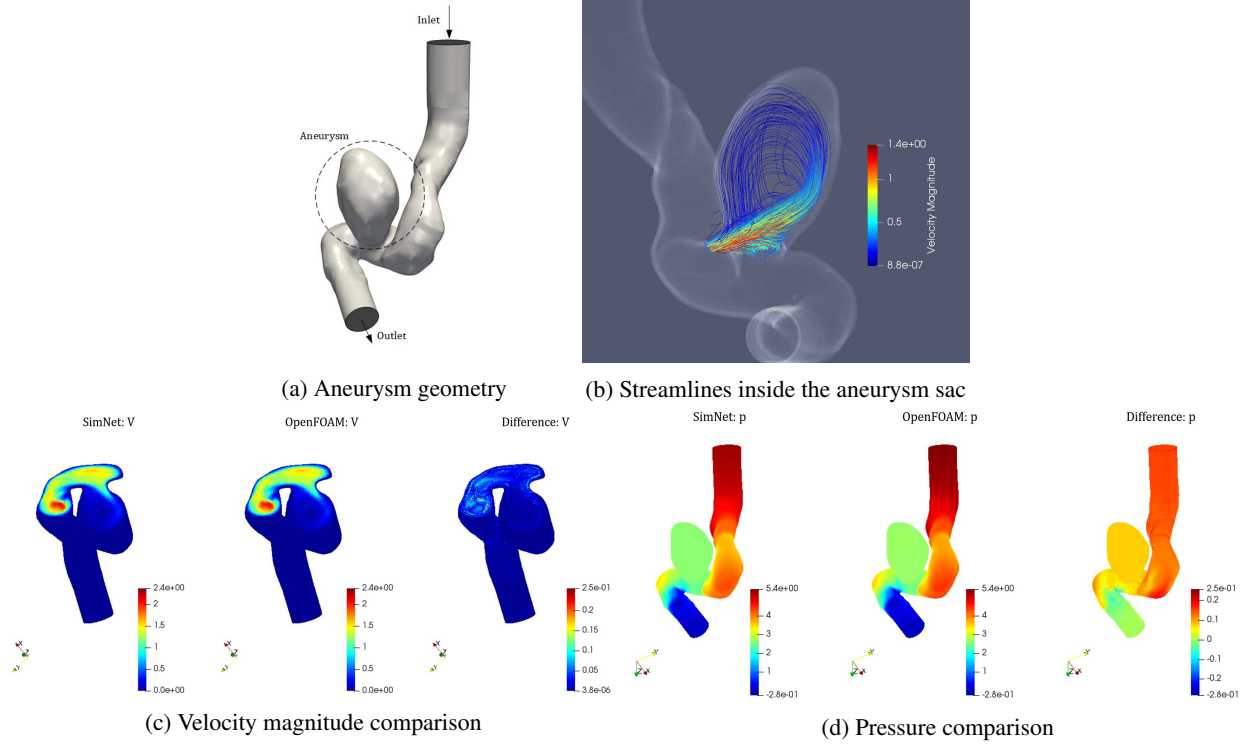 Inlet
Aneurysm
Outlet
1.4e+00
1
0.5
8.8e-07
Velocity Magnitude
(a) Aneurysm geometry
(b) Streamlines inside the aneurysm sac
SimNet: V
OpenFOAM: V
Difference: V
2.4e+00
2
1.5
1
0.5
0.0e+00
2.4e+00
2
1.5
1
0.5
0.0e+00
2.5e-01
0.2
0.15
0.1
0.05
3.8e-06
X
Z
Y
X
Z
Y
X
Z
Y
(c) Velocity magnitude comparison
SimNet: p
OpenFOAM: p
Difference: p
5.4e+00
4
3
2
1
-2.8e-01
5.4e+00
4
3
2
1
-2.8e-01
2.5e-01
0.2
0.1
0
-0.1
-0.2
-2.8e-01
Y
Z
X
Y
Z
X
Y
Z
X
(d) Pressure comparison